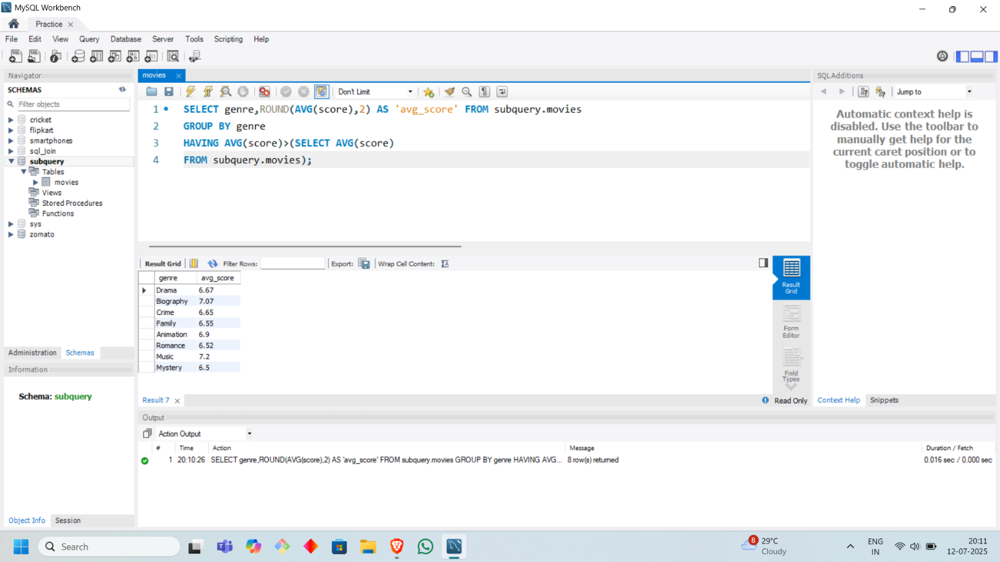 MySQL Workbench
Practice
File Edit View Query Database Server Tools Scripting Help
Navigator
SCHEMAS
Filter objects
cricket
flipkart
smartphones
sql_join
subquery
Tables
movies
Views
Stored Procedures
Functions
sys
zomato
Administration Schemas
Information
Schema: subquery
Object Info Session
movies
Don't Limit
1 SELECT genre,ROUND(AVG(score),2) AS 'avg_score' FROM subquery.movies
2 GROUP BY genre
3 HAVING AVG(score)>(SELECT AVG(score)
4 FROM subquery.movies);
Result Grid Filter Rows: Export: Wrap Cell Content:
genre avg_score
Drama 6.67
Biography 7.07
Crime 6.65
Family 6.55
Animation 6.9
Romance 6.52
Music 7.2
Mystery 6.5
Result
Grid
Form
Editor
Field
Types
Result 7
Read Only
SQLAdditions
Jump to
Automatic context help is
disabled. Use the toolbar to
manually get help for the
current caret position or to
toggle automatic help.
Context Help Snippets
Output
Action Output
# Time Action Message Duration / Fetch
1 20:10:26 SELECT genre,ROUND(AVG(score),2) AS 'avg_score' FROM subquery.movies GROUP BY genre HAVING AVG... 8 row(s) returned 0.016 sec / 0.000 sec
Search
8
29°C
Cloudy
ENG
IN
20:11
12-07-2025